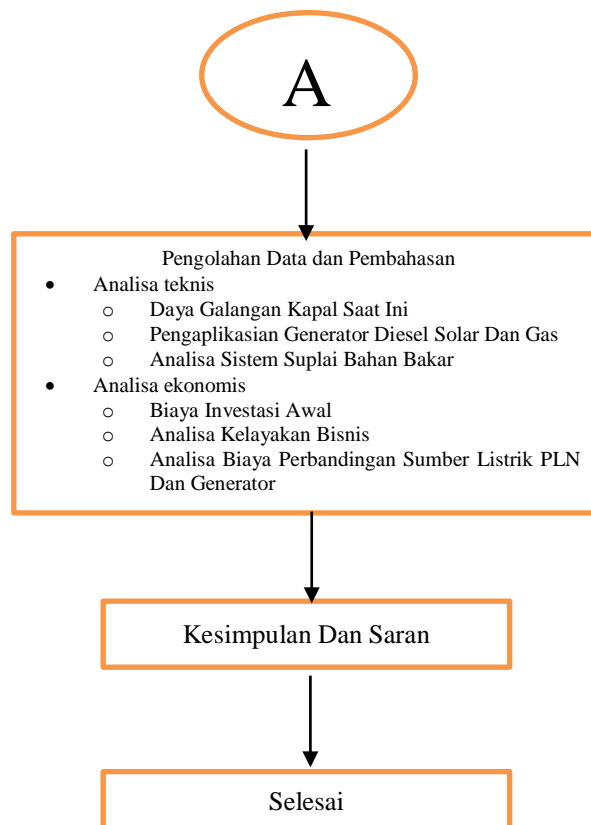 A
Pengolahan Data dan Pembahasan
• Analisa teknis
o Daya Galangan Kapal Saat Ini
o Pengaplikasian Generator Diesel Solar Dan Gas
o Analisa Sistem Suplai Bahan Bakar
• Analisa ekonomis
o Biaya Investasi Awal
o Analisa Kelayakan Bisnis
o Analisa Biaya Perbandingan Sumber Listrik PLN
Dan Generator
Kesimpulan Dan Saran
Selesai